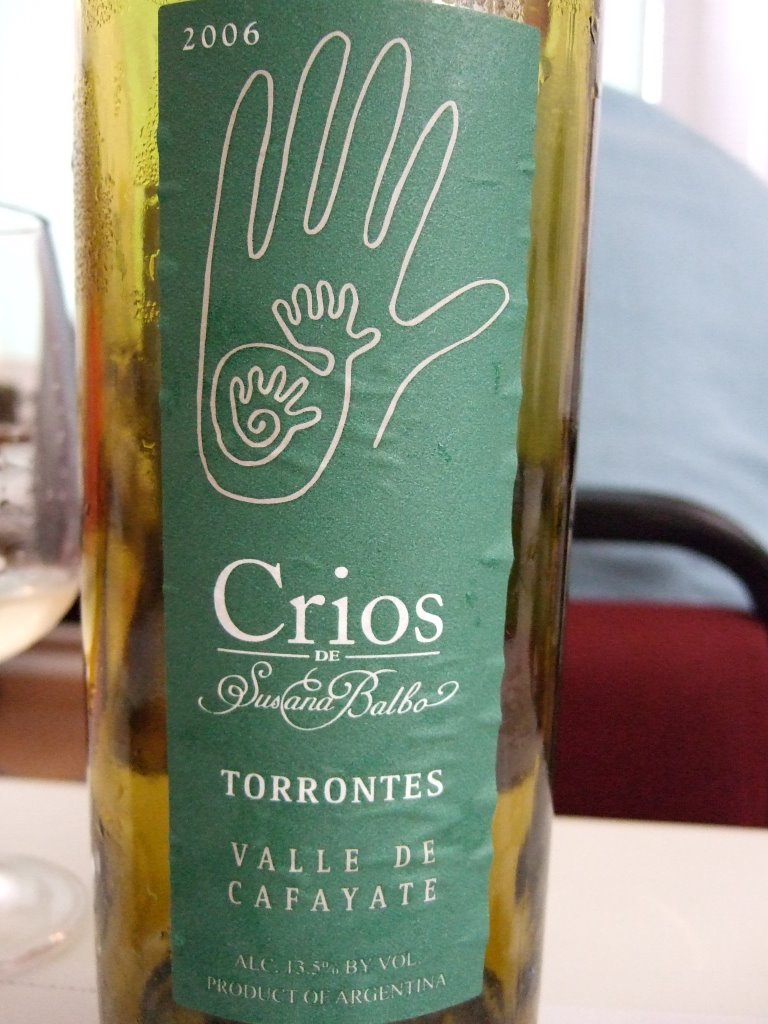 2006
Crios
DE
Susana Balbo
TORRONTES
VALLE DE
CAFAYATE
ALC. 13.5% BY VOL.
PRODUCT OF ARGENTINA